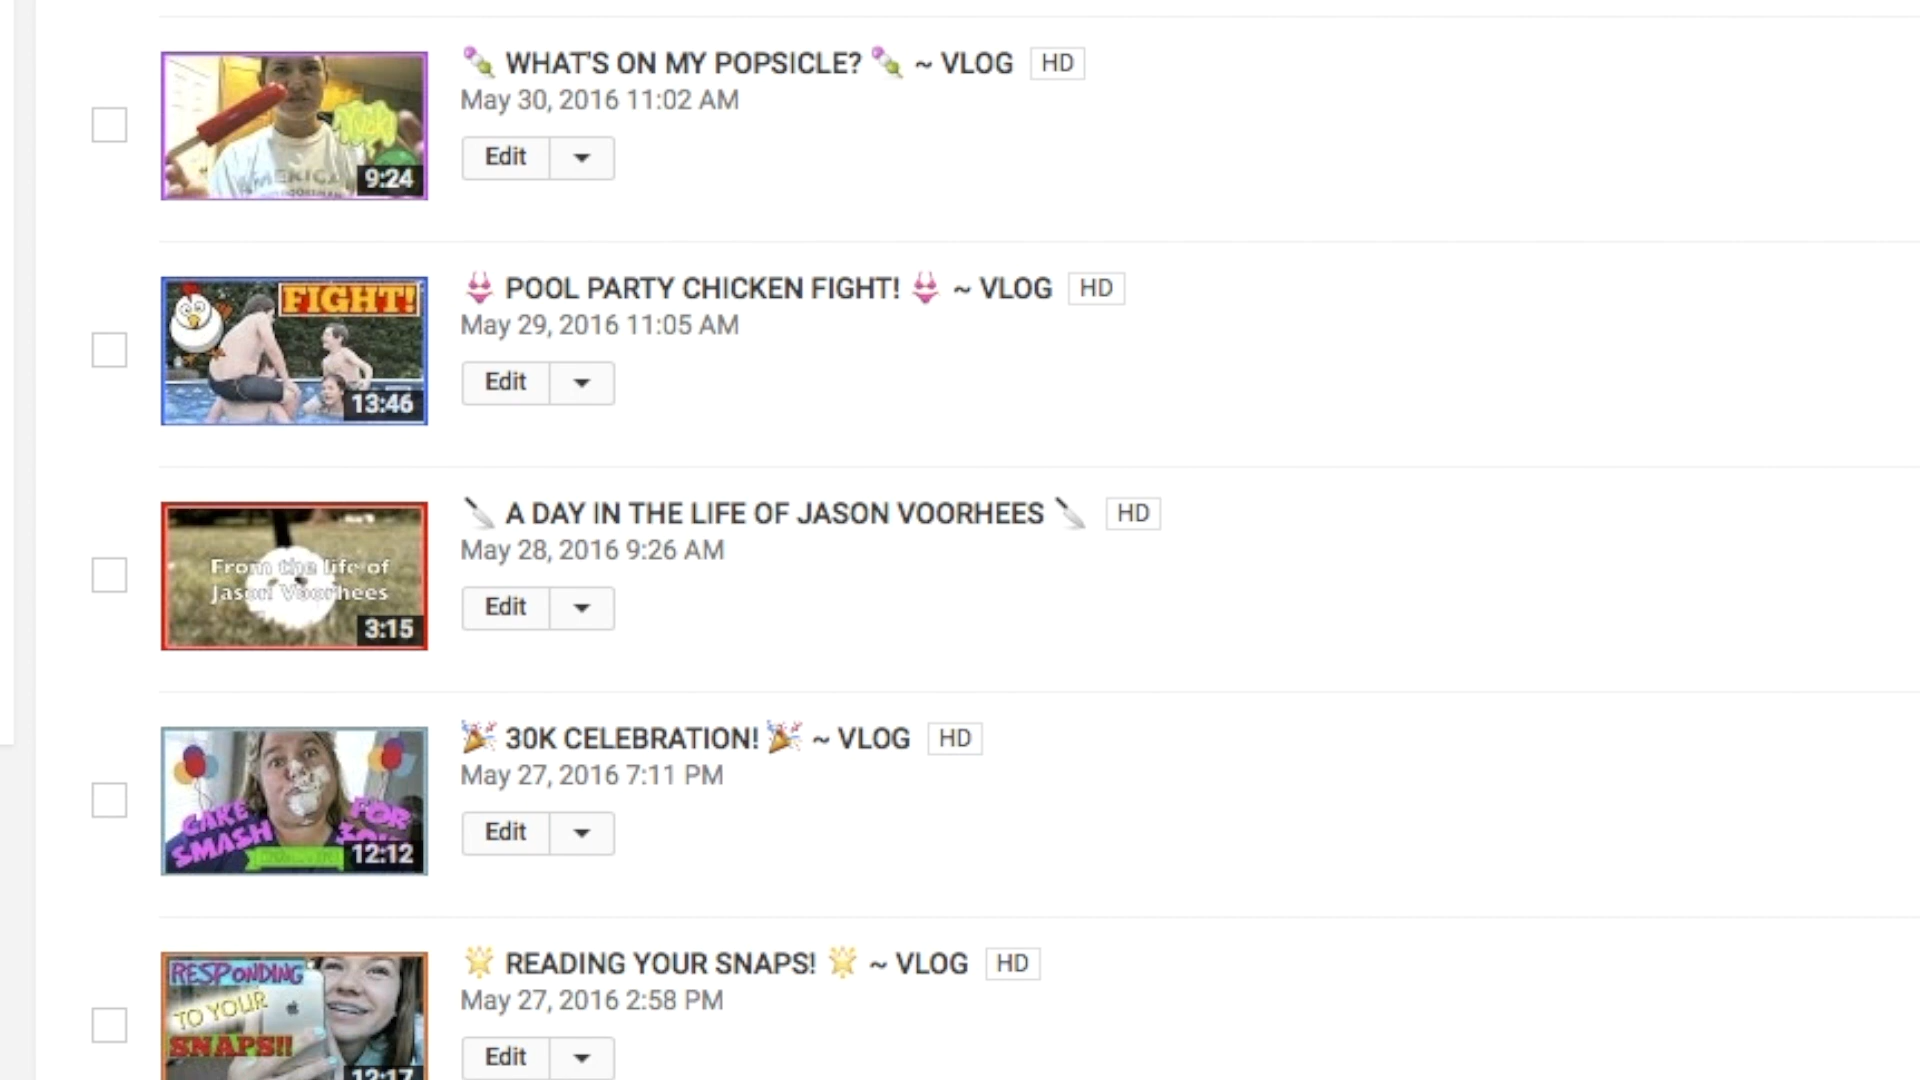 🍡 WHAT'S ON MY POPSICLE? 🍡 ~ VLOG HD
May 30, 2016 11:02 AM
Edit
YUCK!
9:24
👙 POOL PARTY CHICKEN FIGHT! 👙 ~ VLOG HD
May 29, 2016 11:05 AM
Edit
FIGHT!
13:46
🔪 A DAY IN THE LIFE OF JASON VOORHEES 🔪 HD
May 28, 2016 9:26 AM
Edit
From the life of
Jason Voorhees
3:15
🎉 30K CELEBRATION! 🎉 ~ VLOG HD
May 27, 2016 7:11 PM
Edit
CAKE
SMASH
FOR
12:12
🌟 READING YOUR SNAPS! 🌟 ~ VLOG HD
May 27, 2016 2:58 PM
Edit
RESPONDING
TO YOUR
SNAPS!!
12:17